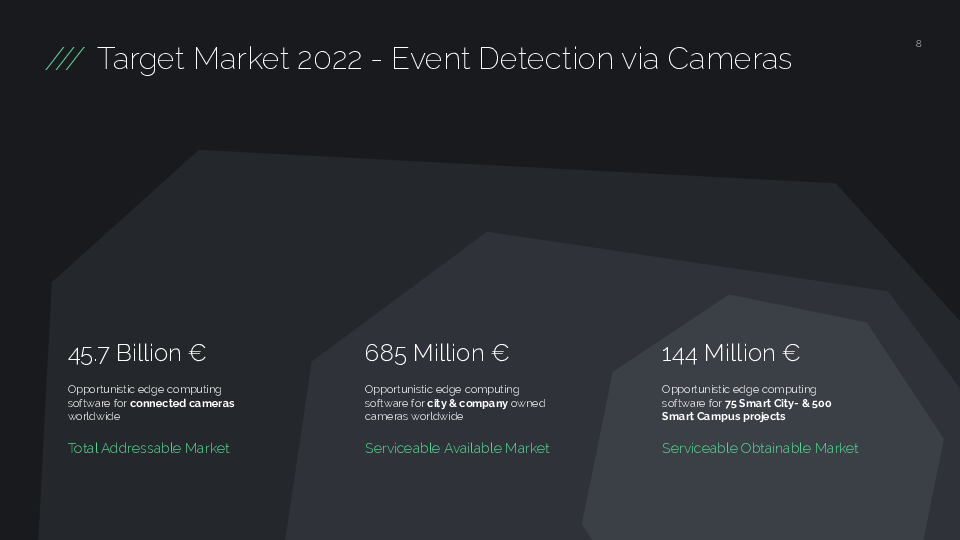 /// Target Market 2022 - Event Detection via Cameras
8
45.7 Billion €
Opportunistic edge computing
software for connected cameras
worldwide
Total Addressable Market
685 Million €
Opportunistic edge computing
software for city & company owned
cameras worldwide
Serviceable Available Market
144 Million €
Opportunistic edge computing
software for 75 Smart City- & 500
Smart Campus projects
Serviceable Obtainable Market